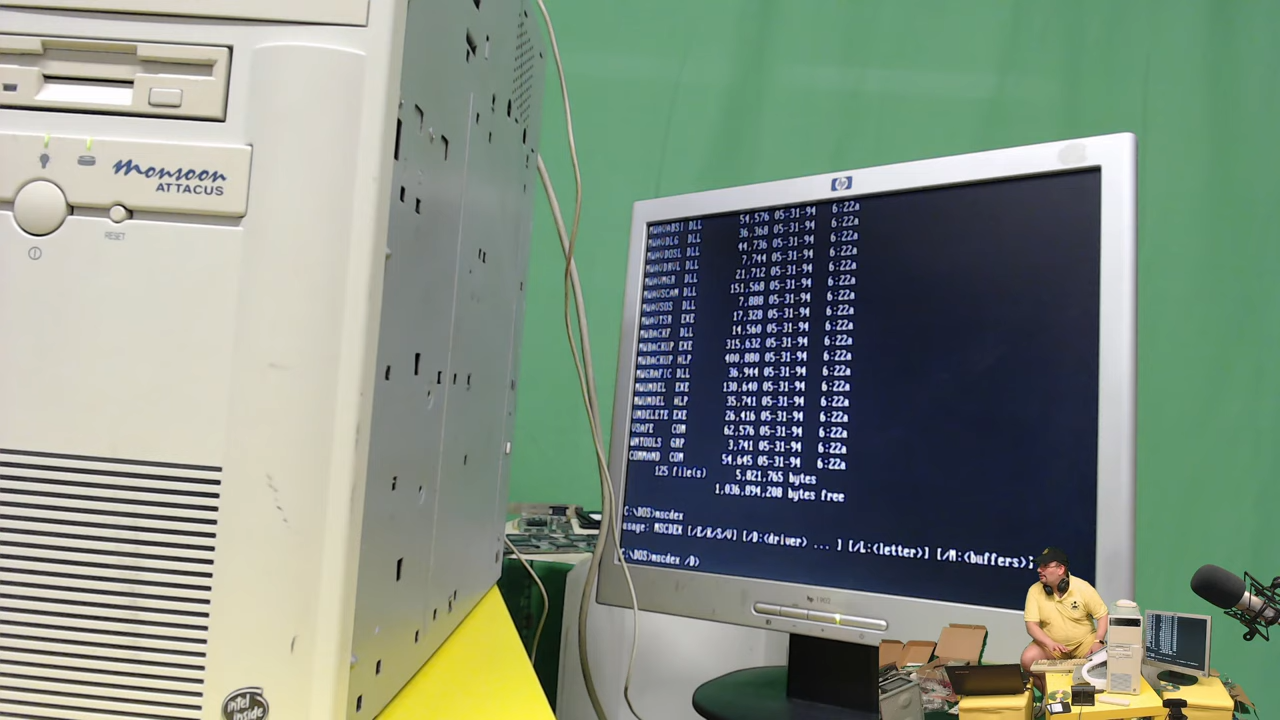 Monsoon
ATTACUS
RESET
intel
inside
hp
54,576 05-31-94 6:22a
MWAVABSI DLL 36,368 05-31-94 6:22a
MWAVDLG DLL 44,736 05-31-94 6:22a
MWAVDOSL DLL 7,744 05-31-94 6:22a
MWAVDRVL DLL 21,712 05-31-94 6:22a
MWAVMGR DLL 151,568 05-31-94 6:22a
MWAVSCAN DLL 7,888 05-31-94 6:22a
MWAVSOS DLL 17,328 05-31-94 6:22a
MWAVTSR EXE 14,560 05-31-94 6:22a
MWBACKF DLL 315,632 05-31-94 6:22a
MWBACKUP EXE 400,880 05-31-94 6:22a
MWBACKUP HLP 36,944 05-31-94 6:22a
MWGRAFIC DLL 130,640 05-31-94 6:22a
MWUNDEL EXE 35,741 05-31-94 6:22a
MWUNDEL HLP 26,416 05-31-94 6:22a
UNDELETE EXE 62,576 05-31-94 6:22a
VSAFE COM 3,741 05-31-94 6:22a
WNTOOLS GRP 54,645 05-31-94 6:22a
COMMAND COM
125 file(s) 5,821,765 bytes
1,036,894,208 bytes free
C:\DOS>mscdex
usage: MSCDEX [/E/K/S/V] [/D:<driver> ... ] [/L:<letter>] [/M:<buffers>]
C:\DOS>mscdex /D>